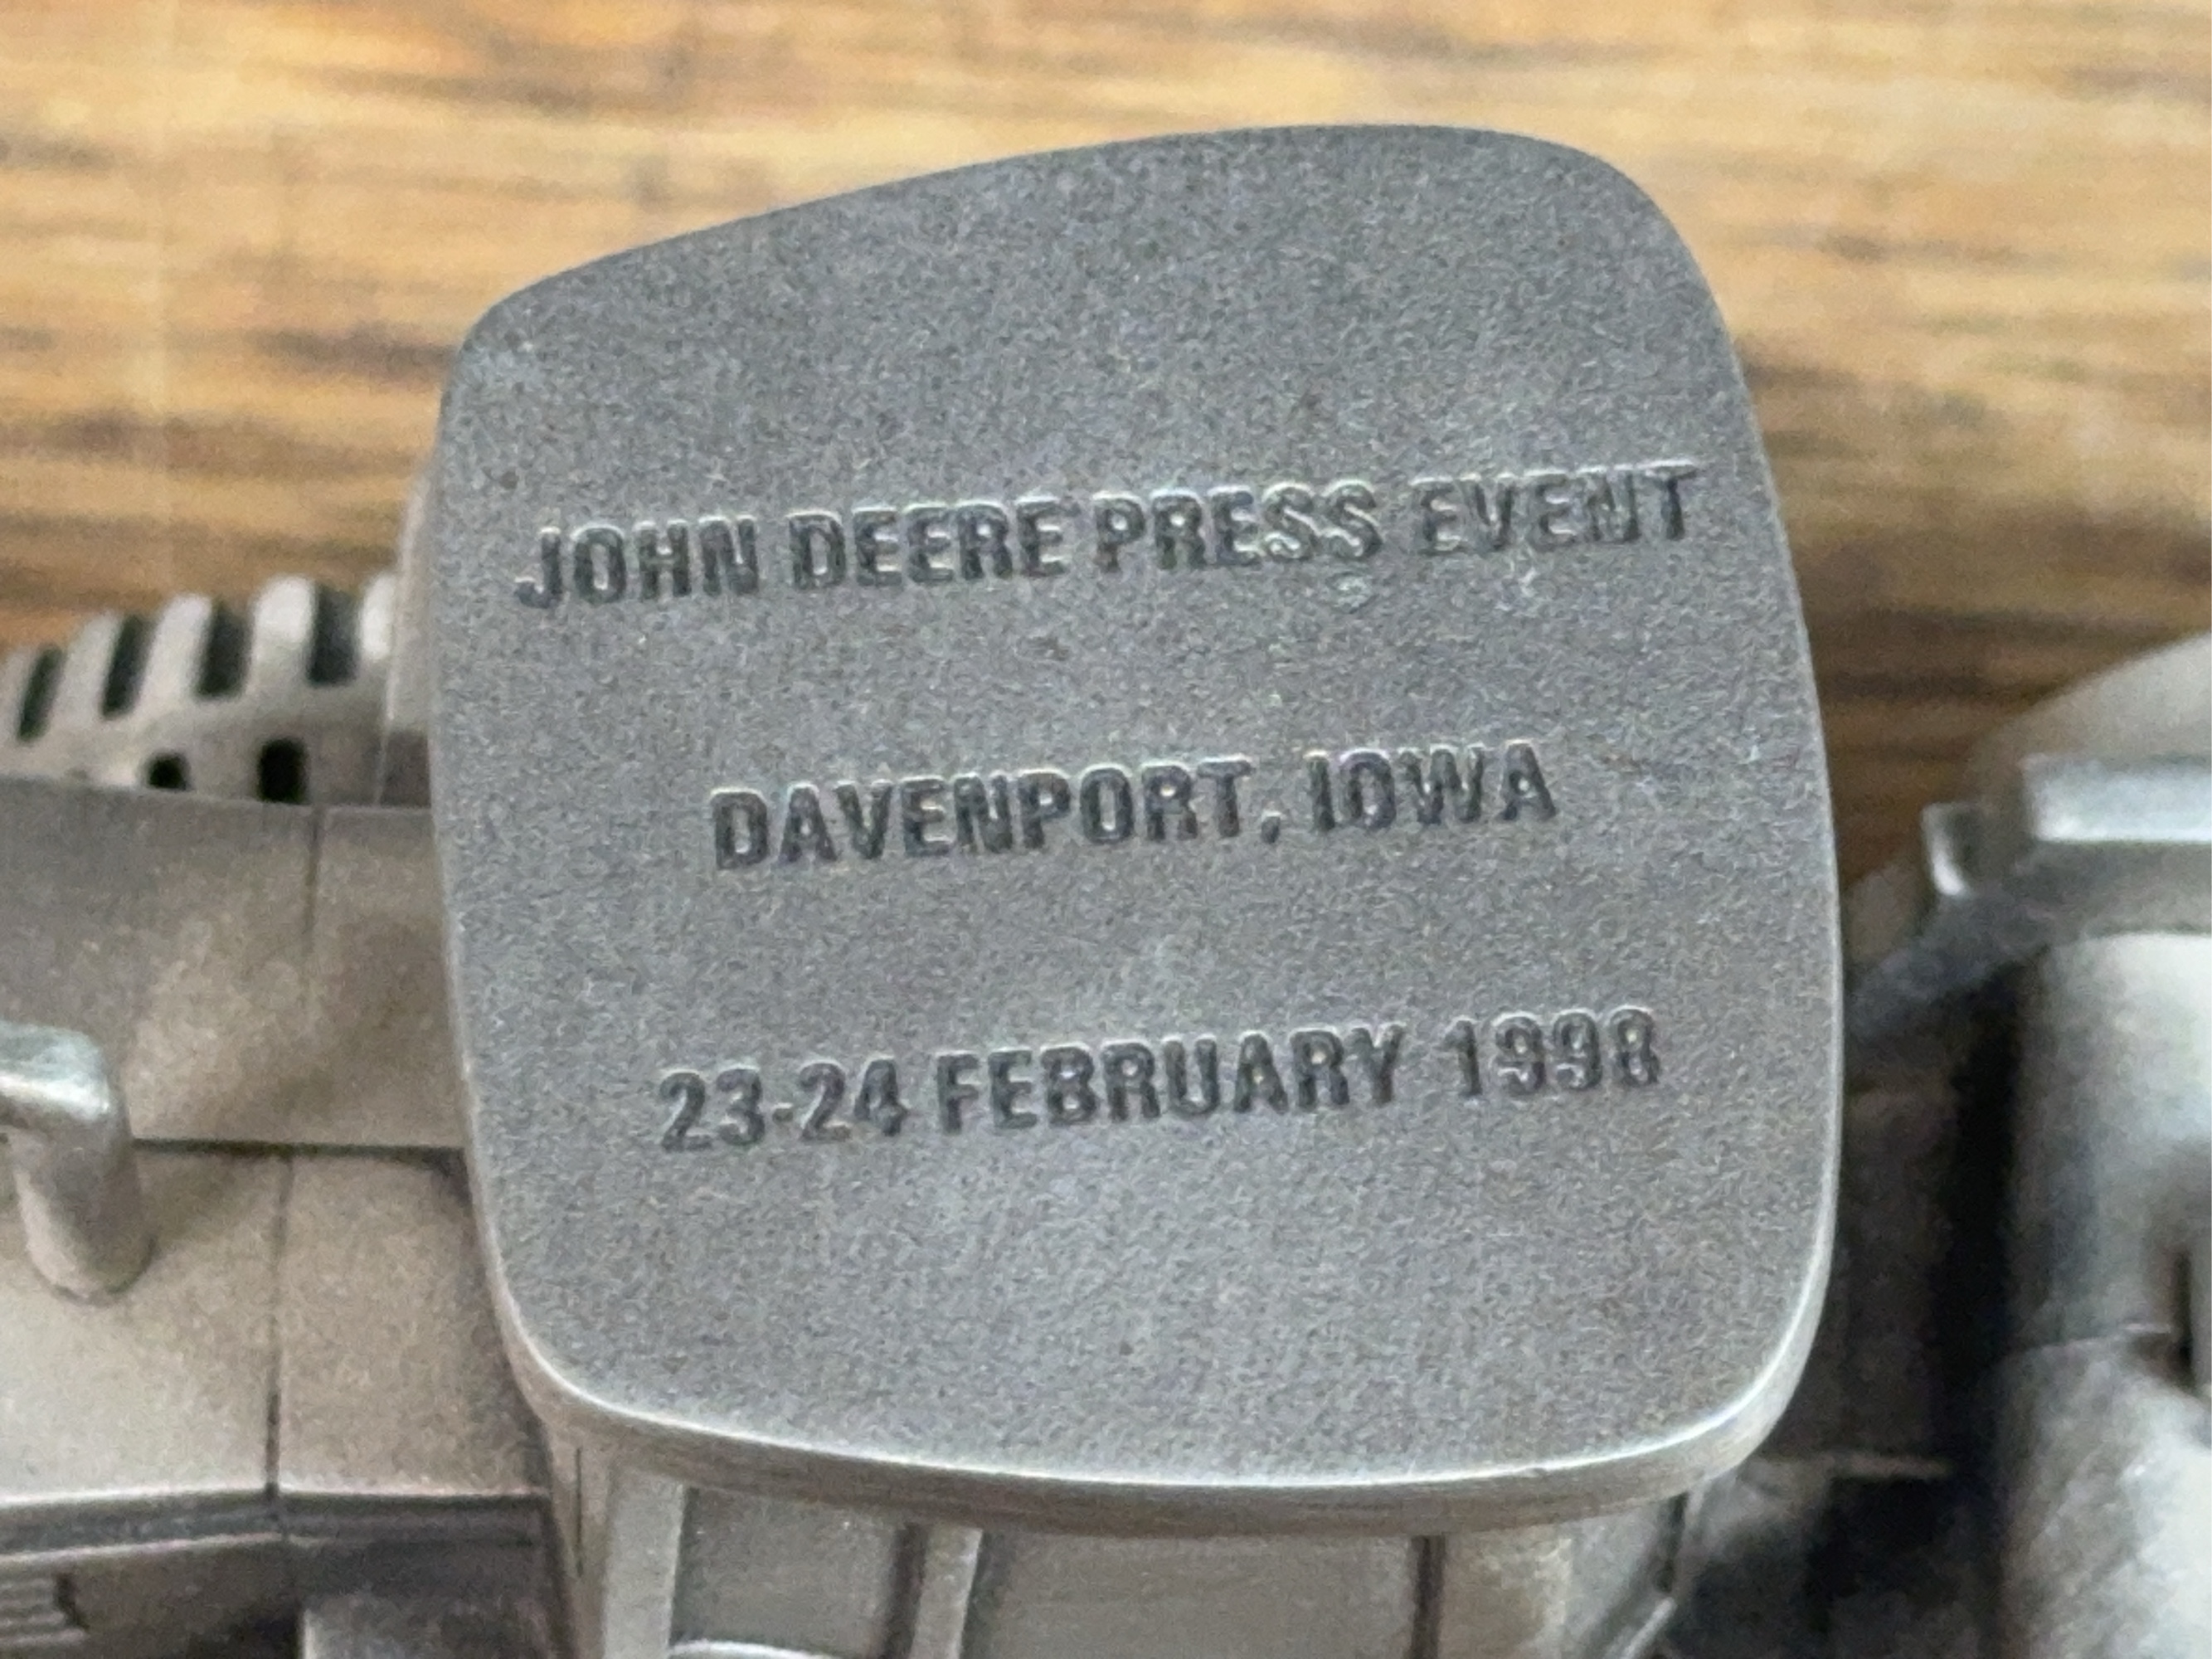 JOHN DEERE PRESS EVENT
DAVENPORT, IOWA
23-24 FEBRUARY 1998